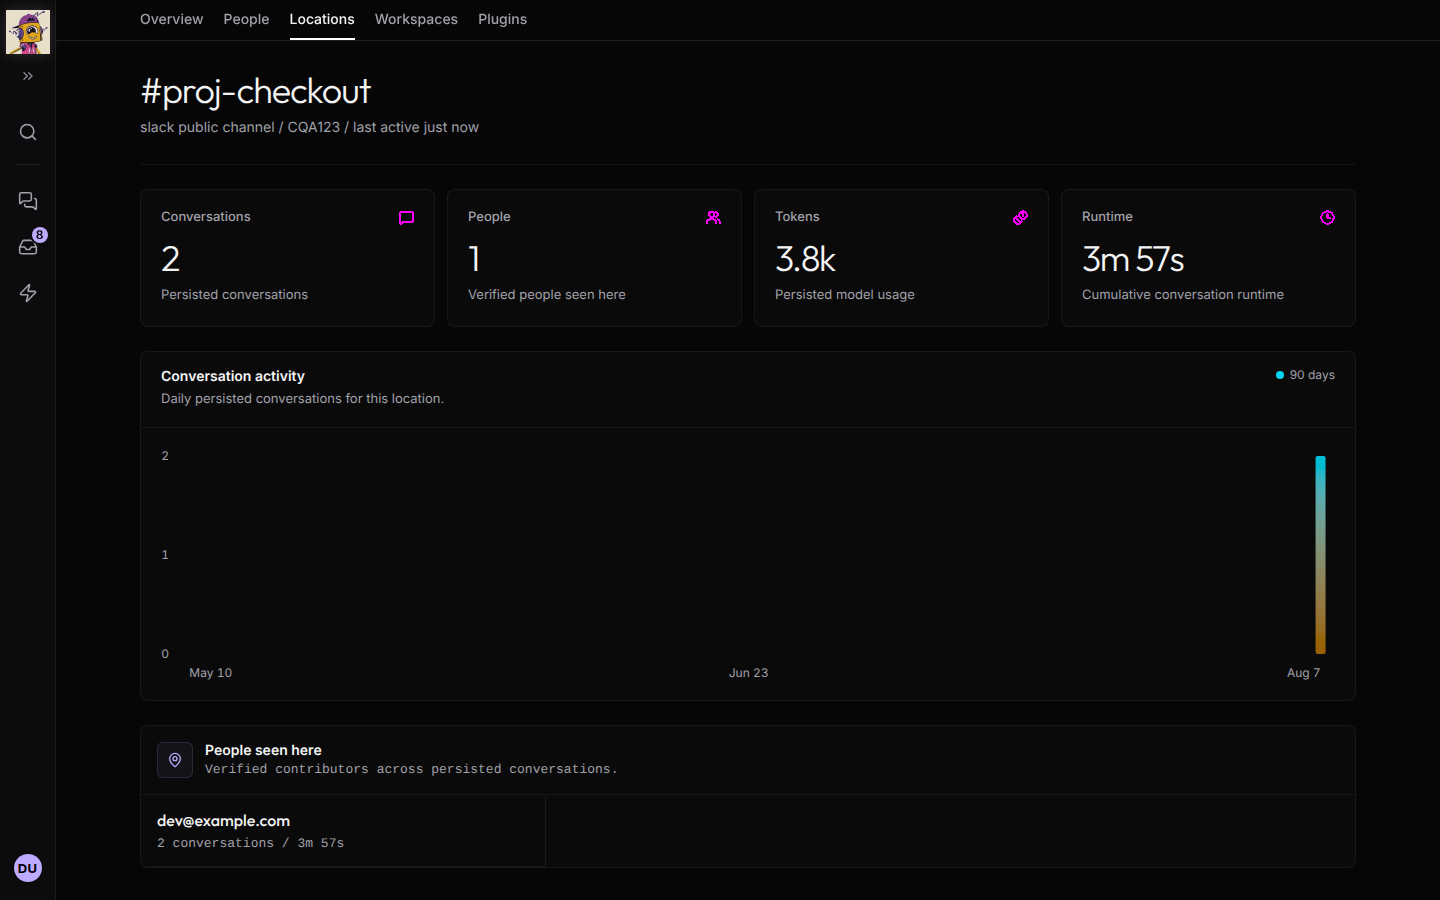 Overview People Locations Workspaces Plugins
#proj-checkout
slack public channel / CQA123 / last active just now
8
Conversations
2
Persisted conversations
People
1
Verified people seen here
Tokens
3.8k
Persisted model usage
Runtime
3m 57s
Cumulative conversation runtime
Conversation activity
90 days
Daily persisted conversations for this location.
2
1
0
May 10 Jun 23 Aug 7
People seen here
Verified contributors across persisted conversations.
dev@example.com
2 conversations / 3m 57s
DU